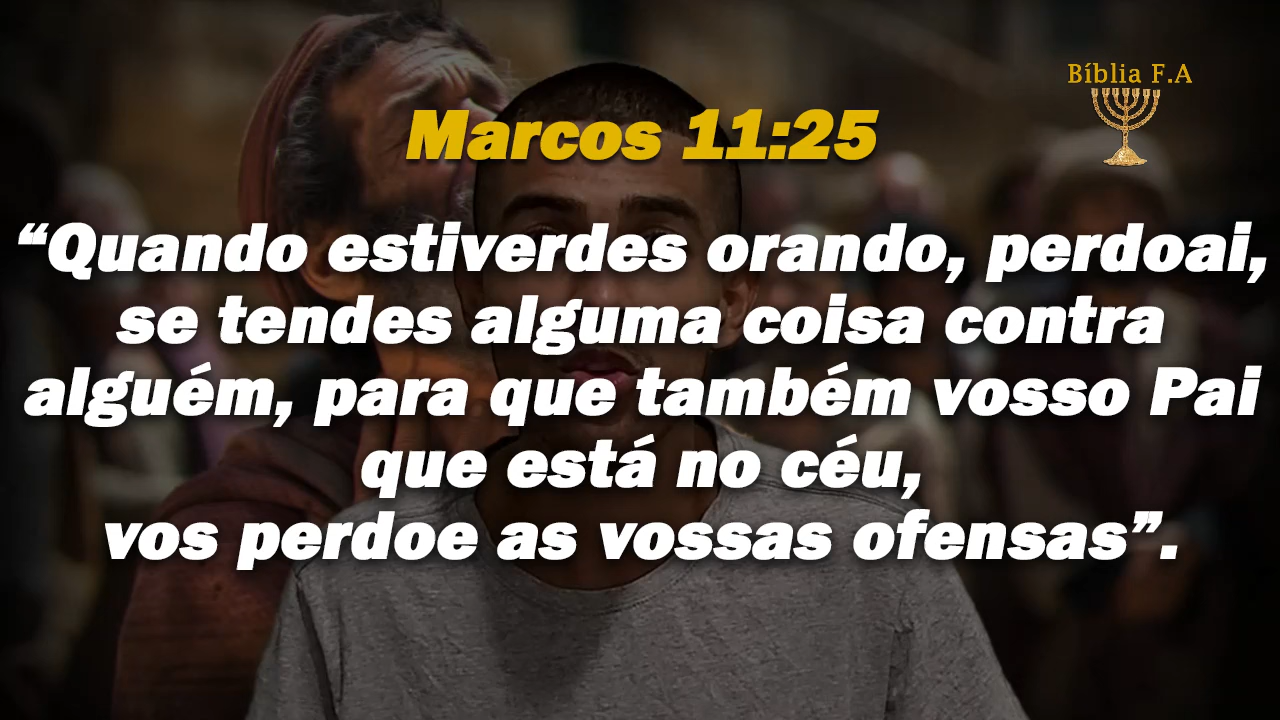 Bíblia F.A
Marcos 11:25
“Quando estiverdes orando, perdoai,
se tendes alguma coisa contra
alguém, para que também vosso Pai
que está no céu,
vos perdoe as vossas ofensas”.